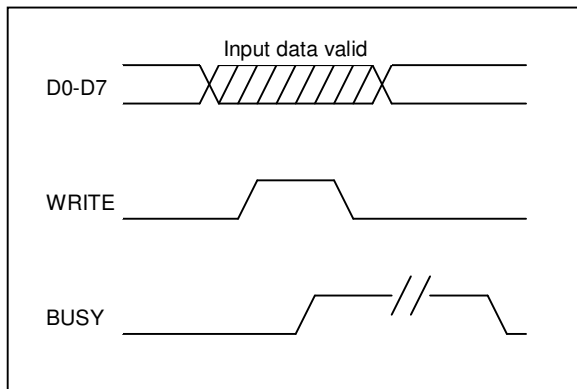 Input data valid
D0-D7
WRITE
BUSY